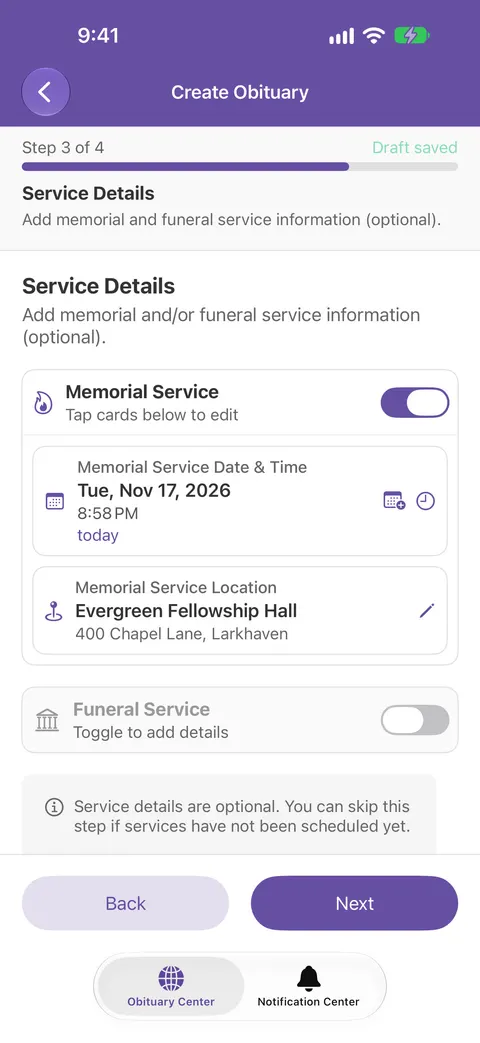 9:41
Create Obituary
Step 3 of 4
Draft saved
Service Details
Add memorial and funeral service information (optional).
Service Details
Add memorial and/or funeral service information
(optional).
Memorial Service
Tap cards below to edit
Memorial Service Date & Time
Tue, Nov 17, 2026
8:58 PM
today
Memorial Service Location
Evergreen Fellowship Hall
400 Chapel Lane, Larkhaven
Funeral Service
Toggle to add details
Service details are optional. You can skip this
step if services have not been scheduled yet.
Back
Next
Obituary Center
Notification Center